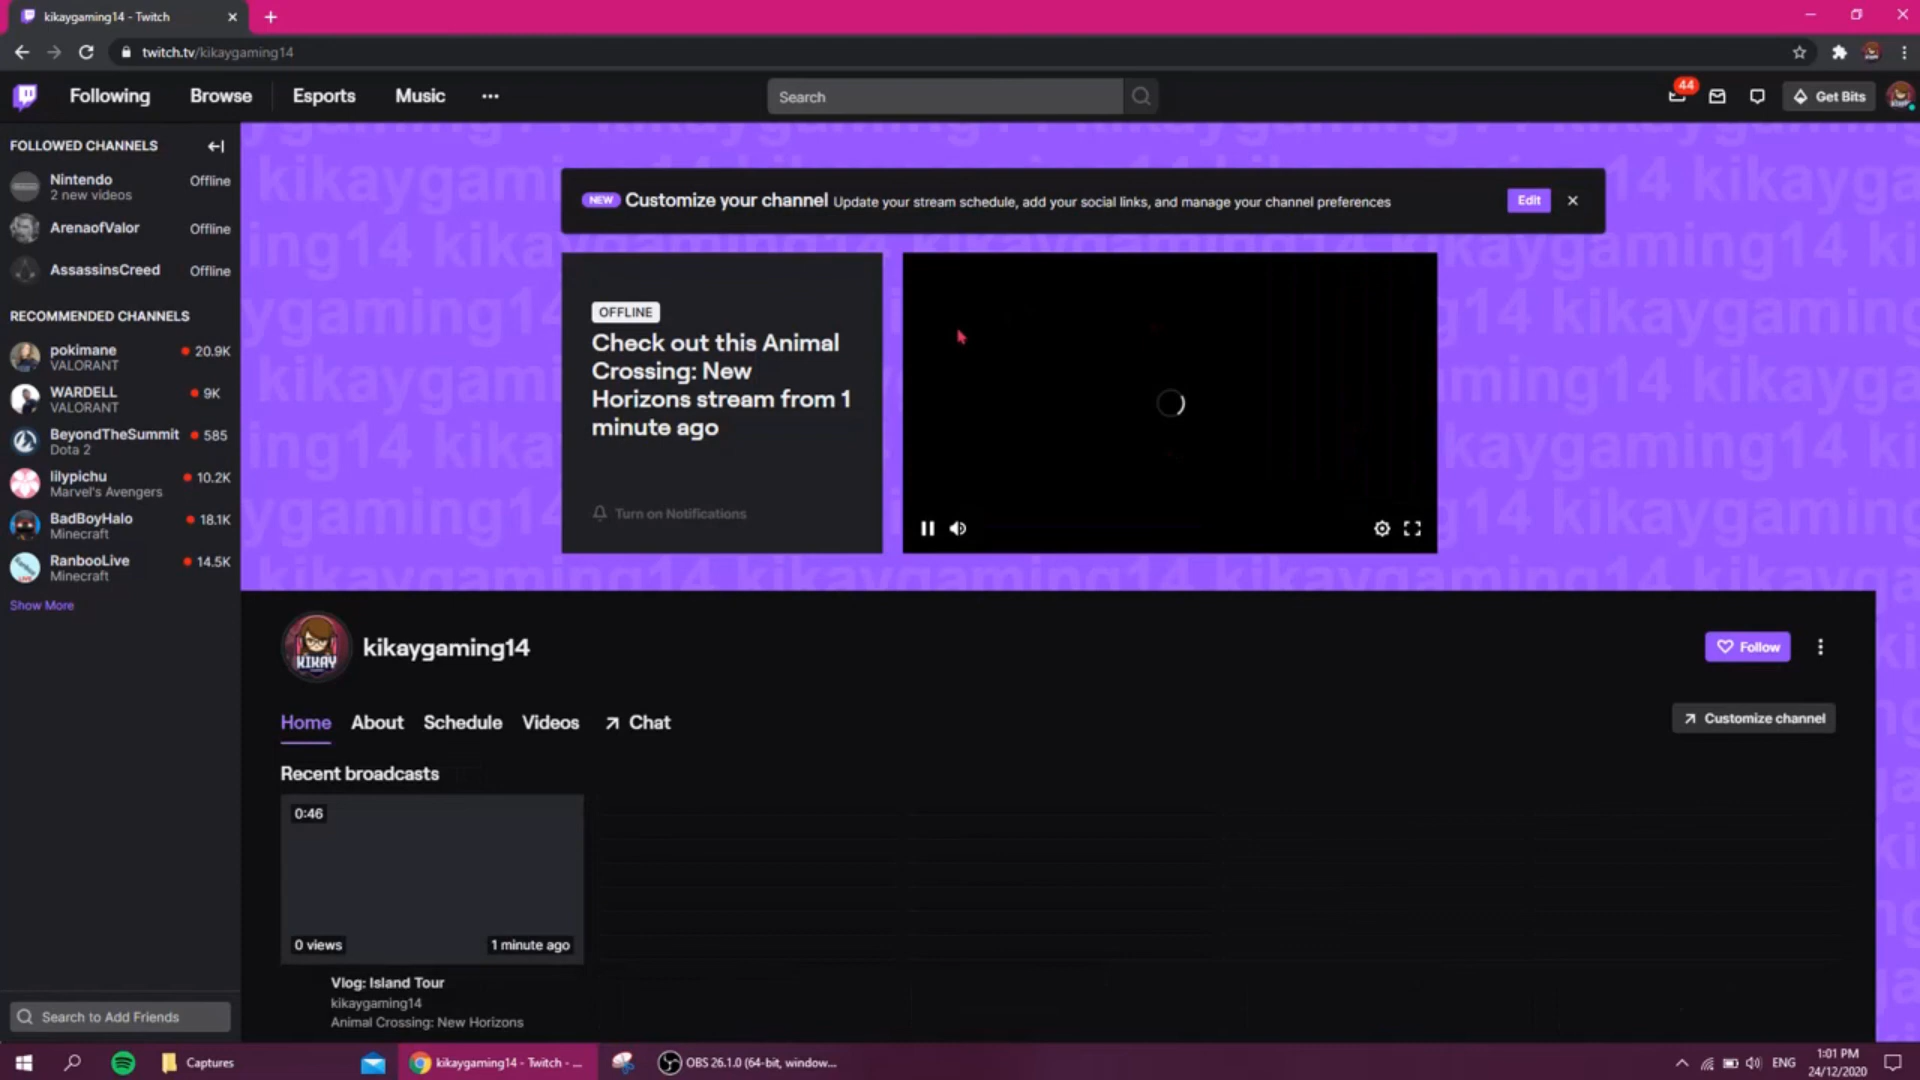 kikaygaming14 - Twitch
twitch.tv/kikaygaming14
Following
Browse
Esports
Music
Search
44
Get Bits
FOLLOWED CHANNELS
Nintendo
Offline
2 new videos
ArenaofValor
Offline
AssassinsCreed
Offline
RECOMMENDED CHANNELS
pokimane
20.9K
VALORANT
WARDELL
9K
VALORANT
BeyondTheSummit
585
Dota 2
lilypichu
10.2K
Marvel's Avengers
BadBoyHalo
18.1K
Minecraft
RanbooLive
14.5K
Minecraft
Show More
Search to Add Friends
NEW Customize your channel Update your stream schedule, add your social links, and manage your channel preferences
Edit
OFFLINE
Check out this Animal
Crossing: New
Horizons stream from 1
minute ago
Turn on Notifications
KIKAY
kikaygaming14
Follow
Home
About
Schedule
Videos
Chat
Customize channel
Recent broadcasts
0:46
0 views
1 minute ago
Vlog: Island Tour
kikaygaming14
Animal Crossing: New Horizons
Captures
kikaygaming14 - Twitch - ...
OBS 26.1.0 (64-bit, window...
ENG
1:01 PM
24/12/2020